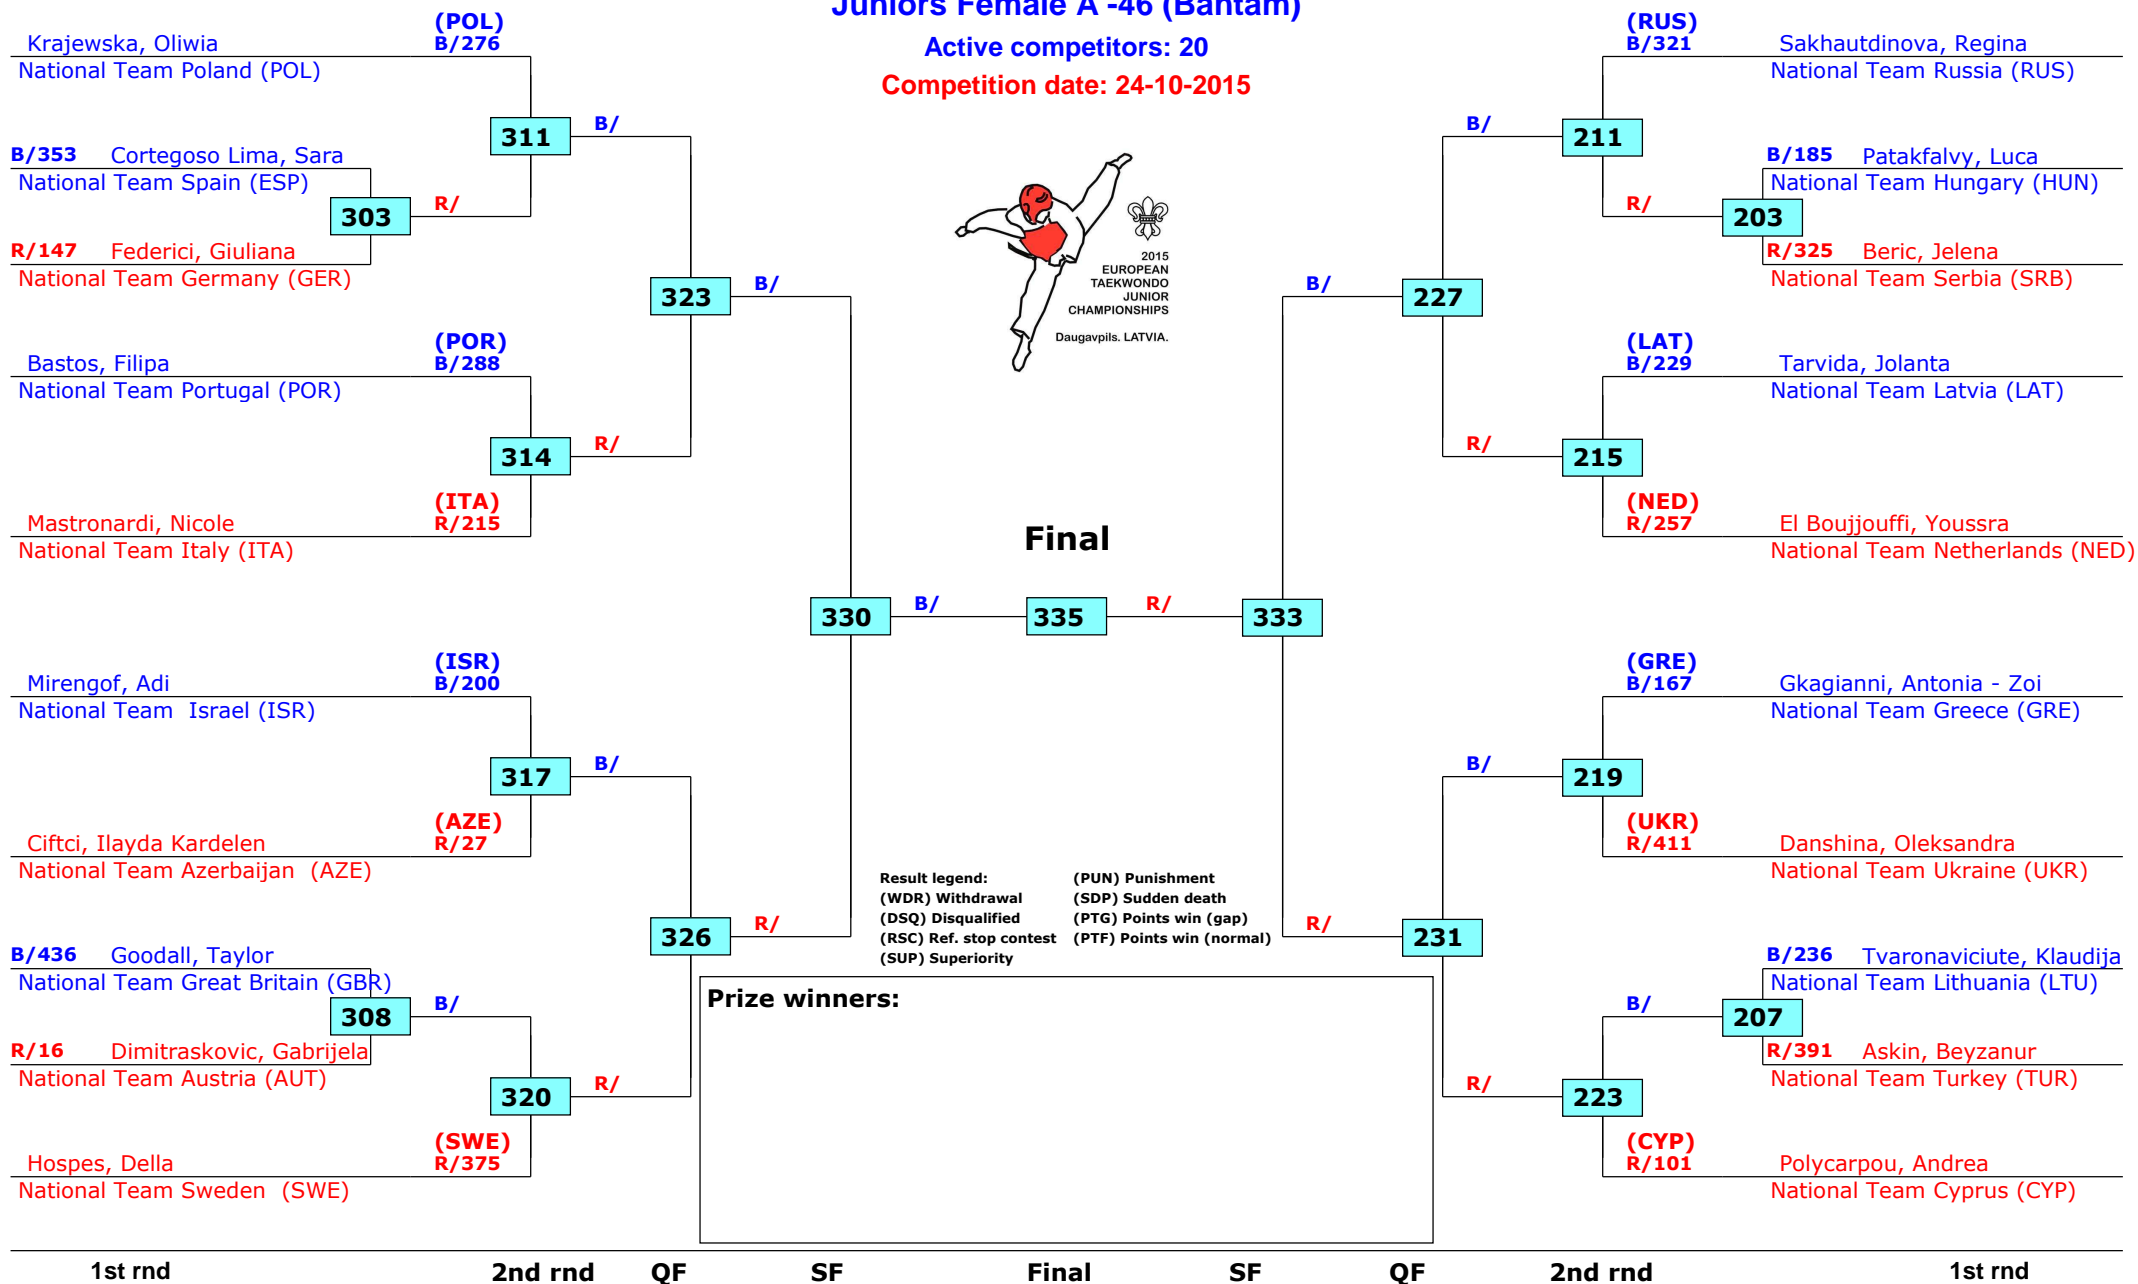 Juniors Female A -46 (Bantam)
Active competitors: 20
Competition date: 24-10-2015
(POL)
Krajewska, Oliwia B/276
National Team Poland (POL)
311
B/
B/353 Cortegoso Lima, Sara
National Team Spain (ESP)
303
R/
R/147 Federici, Giuliana
National Team Germany (GER)
323
B/
(POR)
Bastos, Filipa B/288
National Team Portugal (POR)
314
R/
(ITA)
Mastronardi, Nicole R/215
National Team Italy (ITA)
330
B/
(ISR)
Mirengof, Adi B/200
National Team  Israel (ISR)
317
B/
(AZE)
Ciftci, Ilayda Kardelen R/27
National Team Azerbaijan  (AZE)
326
R/
B/436 Goodall, Taylor
National Team Great Britain (GBR)
308
B/
R/16 Dimitraskovic, Gabrijela
National Team Austria (AUT)
320
R/
(SWE)
Hospes, Della R/375
National Team Sweden  (SWE)
2015
EUROPEAN
TAEKWONDO
JUNIOR
CHAMPIONSHIPS
Daugavpils. LATVIA.
Final
335
R/
333
Result legend: (PUN) Punishment
(WDR) Withdrawal (SDP) Sudden death
(DSQ) Disqualified (PTG) Points win (gap)
(RSC) Ref. stop contest (PTF) Points win (normal)
(SUP) Superiority
Prize winners:
(RUS)
B/321 Sakhautdinova, Regina
National Team Russia (RUS)
B/
211
B/185 Patakfalvy, Luca
National Team Hungary (HUN)
R/
203
R/325 Beric, Jelena
National Team Serbia (SRB)
B/
227
(LAT)
B/229 Tarvida, Jolanta
National Team Latvia (LAT)
R/
215
(NED)
R/257 El Boujjouffi, Youssra
National Team Netherlands (NED)
(GRE)
B/167 Gkagianni, Antonia - Zoi
National Team Greece (GRE)
B/
219
(UKR)
R/411 Danshina, Oleksandra
National Team Ukraine (UKR)
R/
231
B/236 Tvaronaviciute, Klaudija
National Team Lithuania (LTU)
B/
207
R/391 Askin, Beyzanur
National Team Turkey (TUR)
R/
223
(CYP)
R/101 Polycarpou, Andrea
National Team Cyprus (CYP)
1st rnd 2nd rnd QF SF Final SF QF 2nd rnd 1st rnd